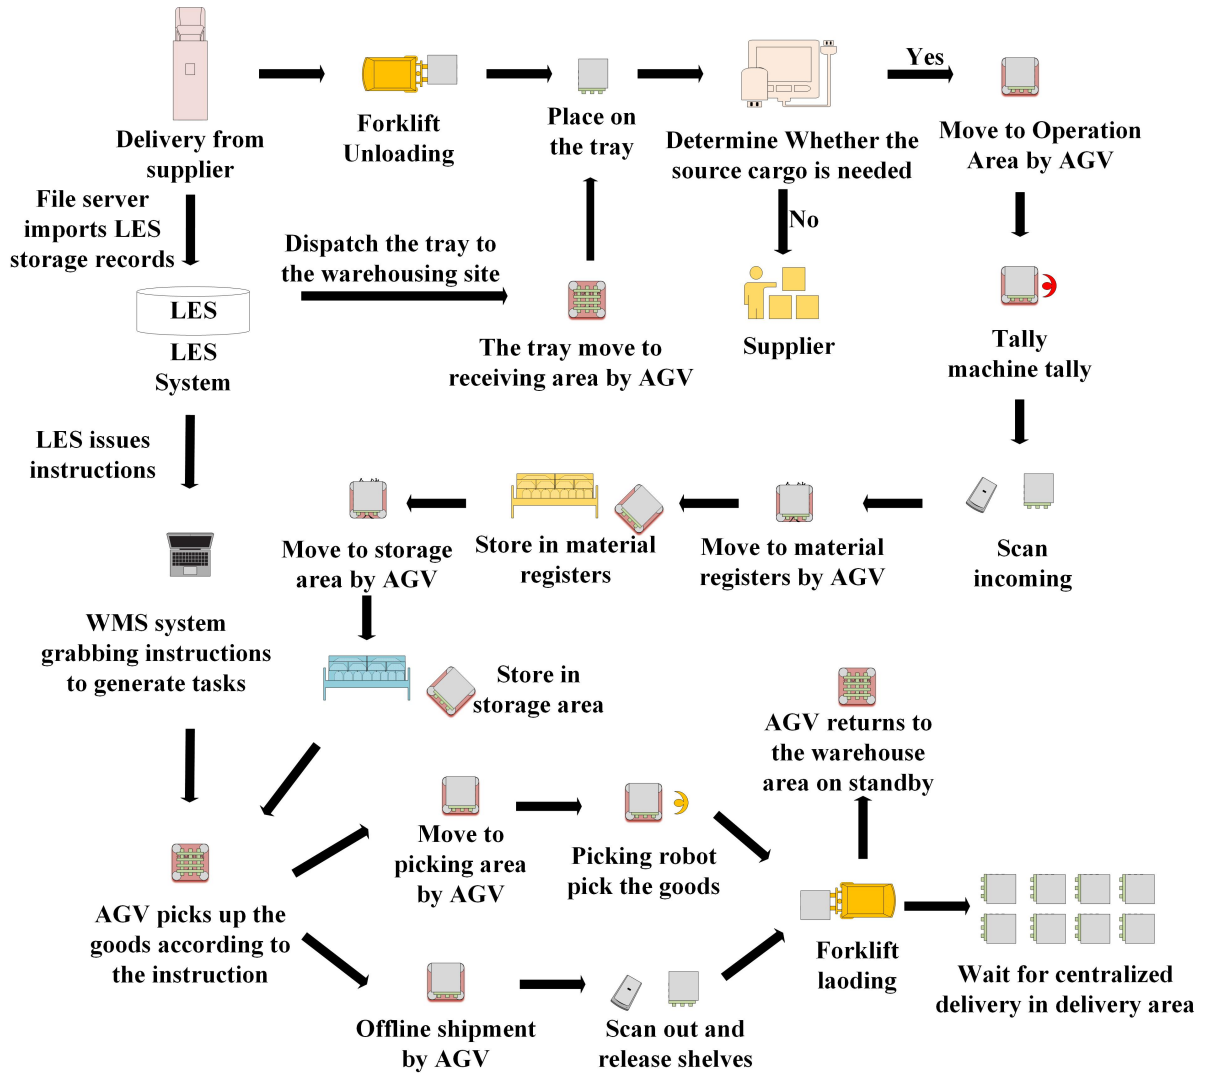 Delivery from
supplier
Forklift
Unloading
Place on
the tray
Determine Whether the
source cargo is needed
Yes
Move to Operation
Area by AGV
File server
imports LES
storage records
Dispatch the tray to
the warehousing site
No
LES
LES
System
The tray move to
receiving area by AGV
Supplier
Tally
machine tally
LES issues
instructions
Move to storage
area by AGV
Store in material
registers
Move to material
registers by AGV
Scan
incoming
WMS system
grabbing instructions
to generate tasks
Store in
storage area
AGV returns to
the warehouse
area on standby
Move to
picking area
by AGV
Picking robot
pick the goods
AGV picks up the
goods according to
the instruction
Forklift
laoding
Wait for centralized
delivery in delivery area
Offline shipment
by AGV
Scan out and
release shelves